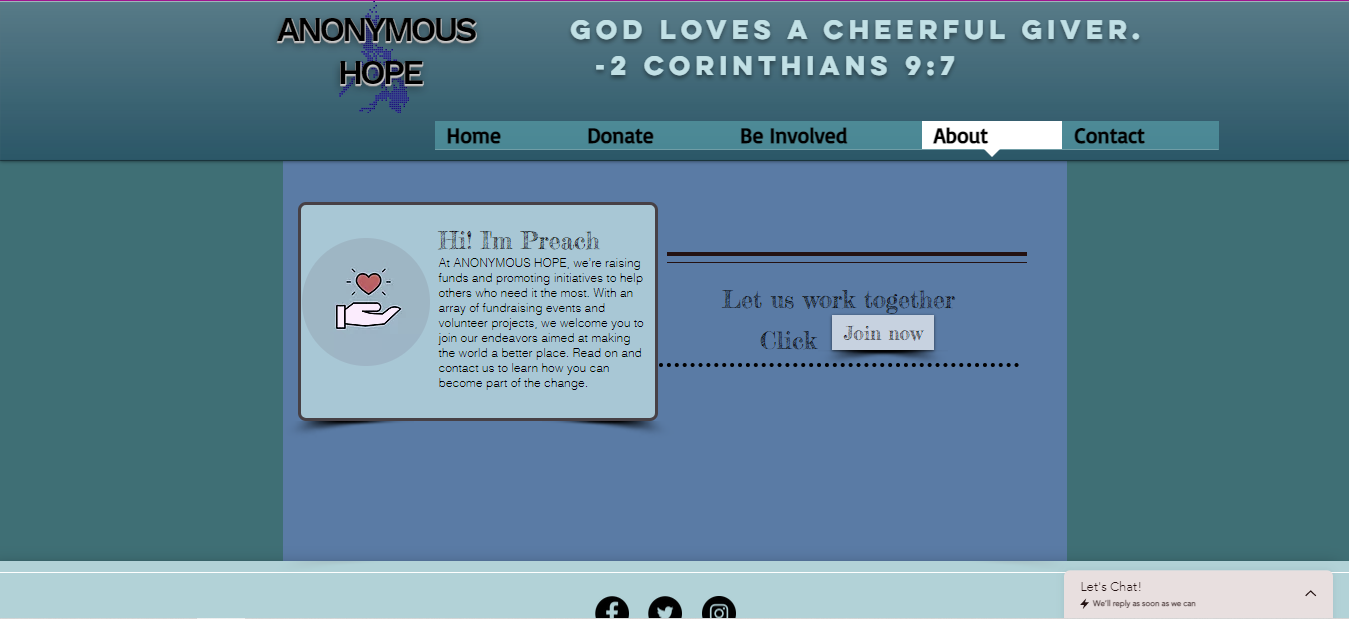 ANONYMOUS
HOPE
GOD LOVES A CHEERFUL GIVER.
-2 CORINTHIANS 9:7
Home Donate Be Involved About Contact
Hi! I'm Preach
At ANONYMOUS HOPE, we're raising
funds and promoting initiatives to help
others who need it the most. With an
array of fundraising events and
volunteer projects, we welcome you to
join our endeavors aimed at making
the world a better place. Read on and
contact us to learn how you can
become part of the change.
Let us work together
Click Join now
Let's Chat!
We'll reply as soon as we can